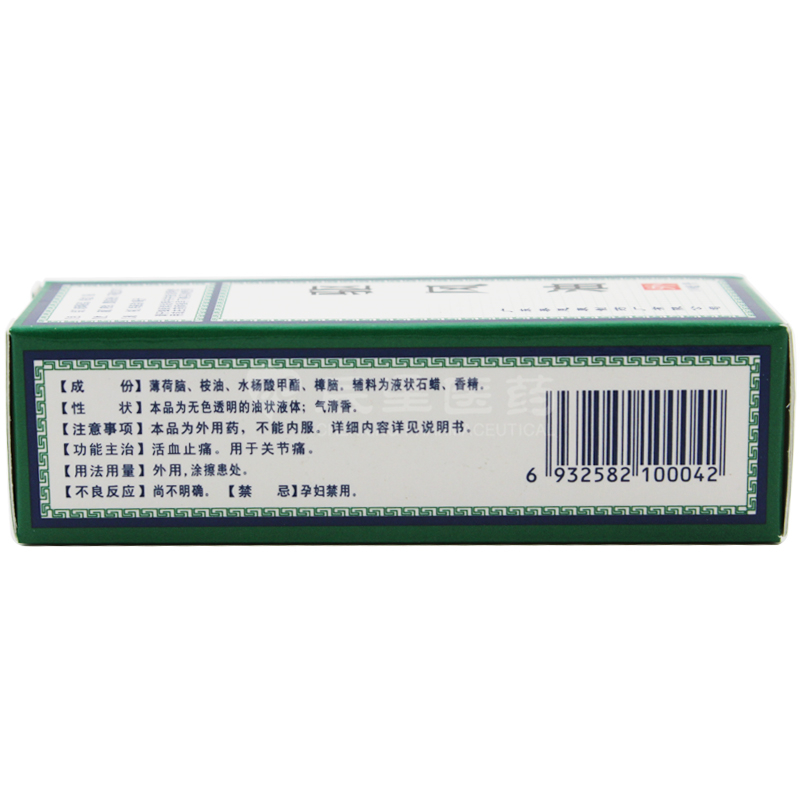 驱风油
【成　份】薄荷脑、桉油、水杨酸甲酯、樟脑。辅料为液状石蜡、香精。
【性　状】本品为无色透明的油状液体；气清香。
【注意事项】本品为外用药，不能内服。详细内容详见说明书。
【功能主治】活血止痛。用于关节痛。
【用法用量】外用，涂擦患处。
【不良反应】尚不明确。【禁　忌】孕妇禁用。
6 932582 100042